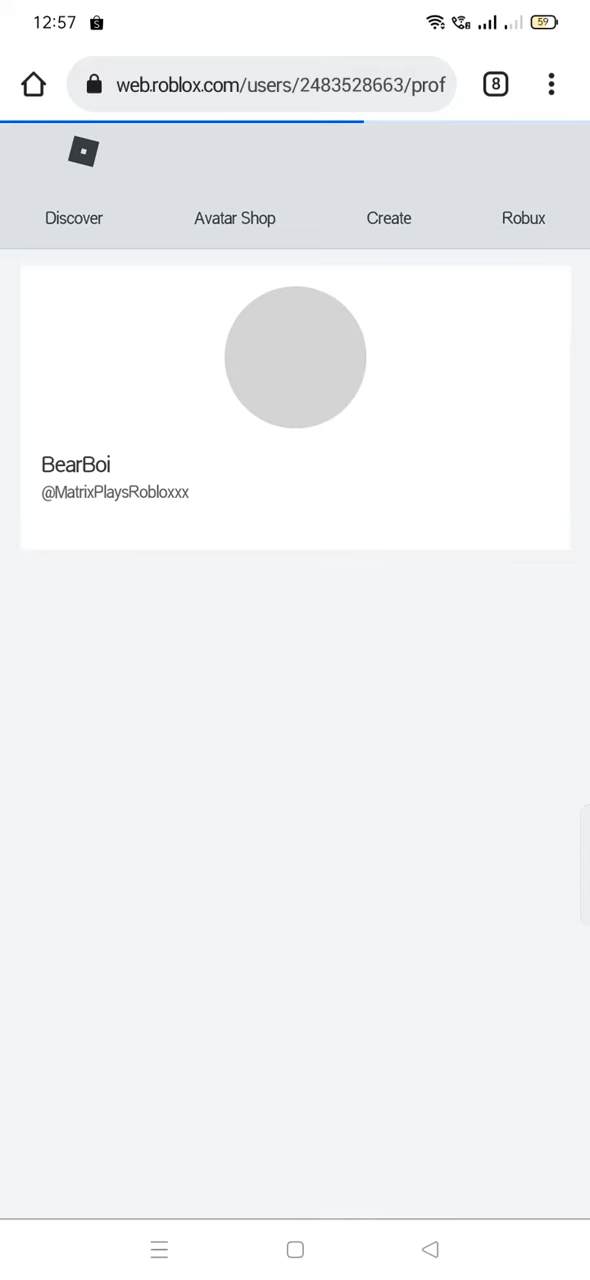 12:57
59
web.roblox.com/users/2483528663/prof
8
Discover
Avatar Shop
Create
Robux
BearBoi
@MatrixPlaysRobloxxx